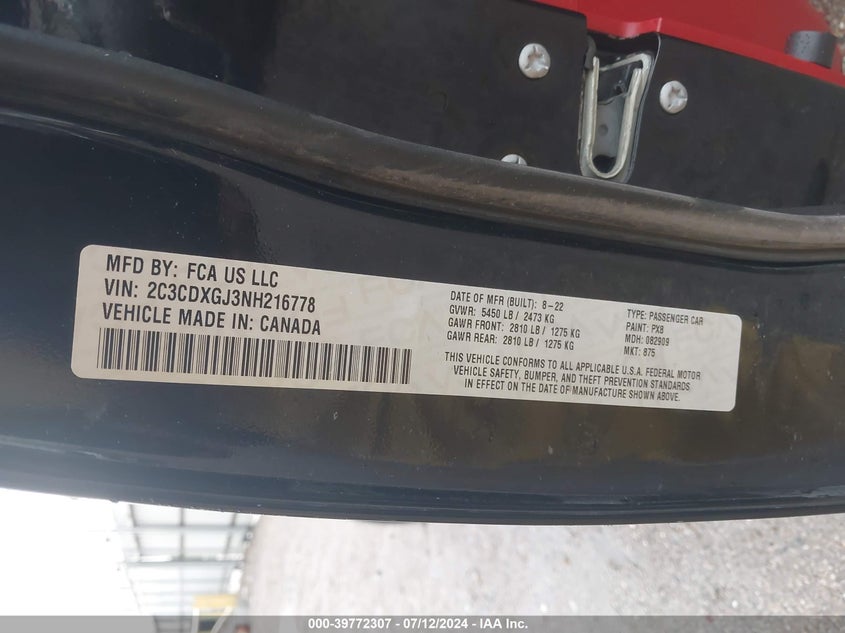 MFD BY: FCA US LLC
VIN: 2C3CDXGJ3NH216778
VEHICLE MADE IN: CANADA
DATE OF MFR (BUILT): 8-22
GVWR: 5450 LB / 2473 KG
GAWR FRONT: 2810 LB / 1275 KG
GAWR REAR: 2810 LB / 1275 KG
TYPE: PASSENGER CAR
PAINT: PX8
MDH: 082909
MKT: 875
THIS VEHICLE CONFORMS TO ALL APPLICABLE U.S.A. FEDERAL MOTOR
VEHICLE SAFETY, BUMPER, AND THEFT PREVENTION STANDARDS
IN EFFECT ON THE DATE OF MANUFACTURE SHOWN ABOVE.
000-39772307 - 07/12/2024 - IAA Inc.